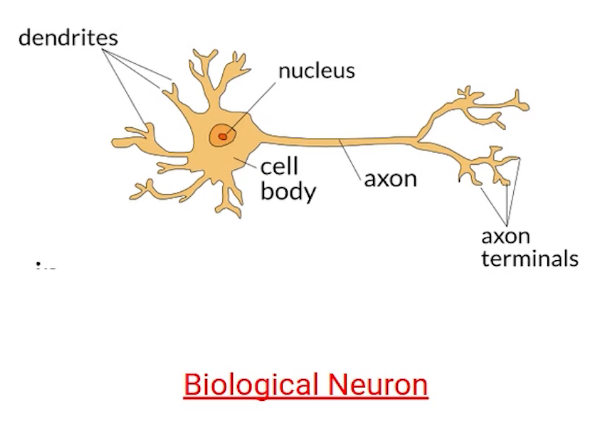 dendrites
nucleus
cell
body
axon
axon
terminals
Biological Neuron